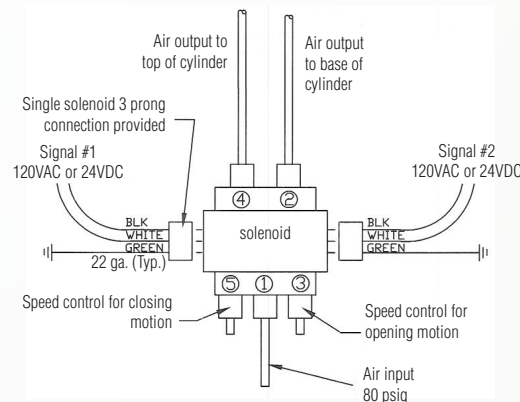 Air output to
top of cylinder
Air output
to base of
cylinder
Single solenoid 3 prong
connection provided
Signal #1
120VAC or 24VDC
Signal #2
120VAC or 24VDC
4
2
BLK
WHITE
GREEN
22 ga. (Typ.)
solenoid
BLK
WHITE
GREEN
5
1
3
Speed control for closing
motion
Speed control for
opening motion
Air input
80 psig